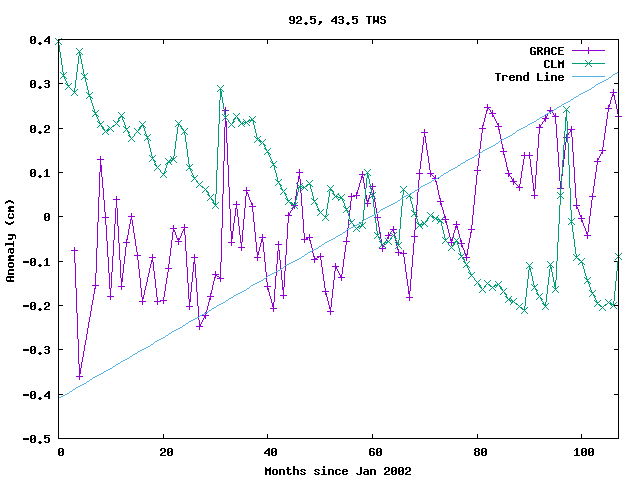 92.5, 43.5 TWS
GRACE
CLM
Trend Line
0.4
0.3
0.2
0.1
0
-0.1
-0.2
-0.3
-0.4
-0.5
Anomaly (cm)
0 20 40 60 80 100
Months since Jan 2002